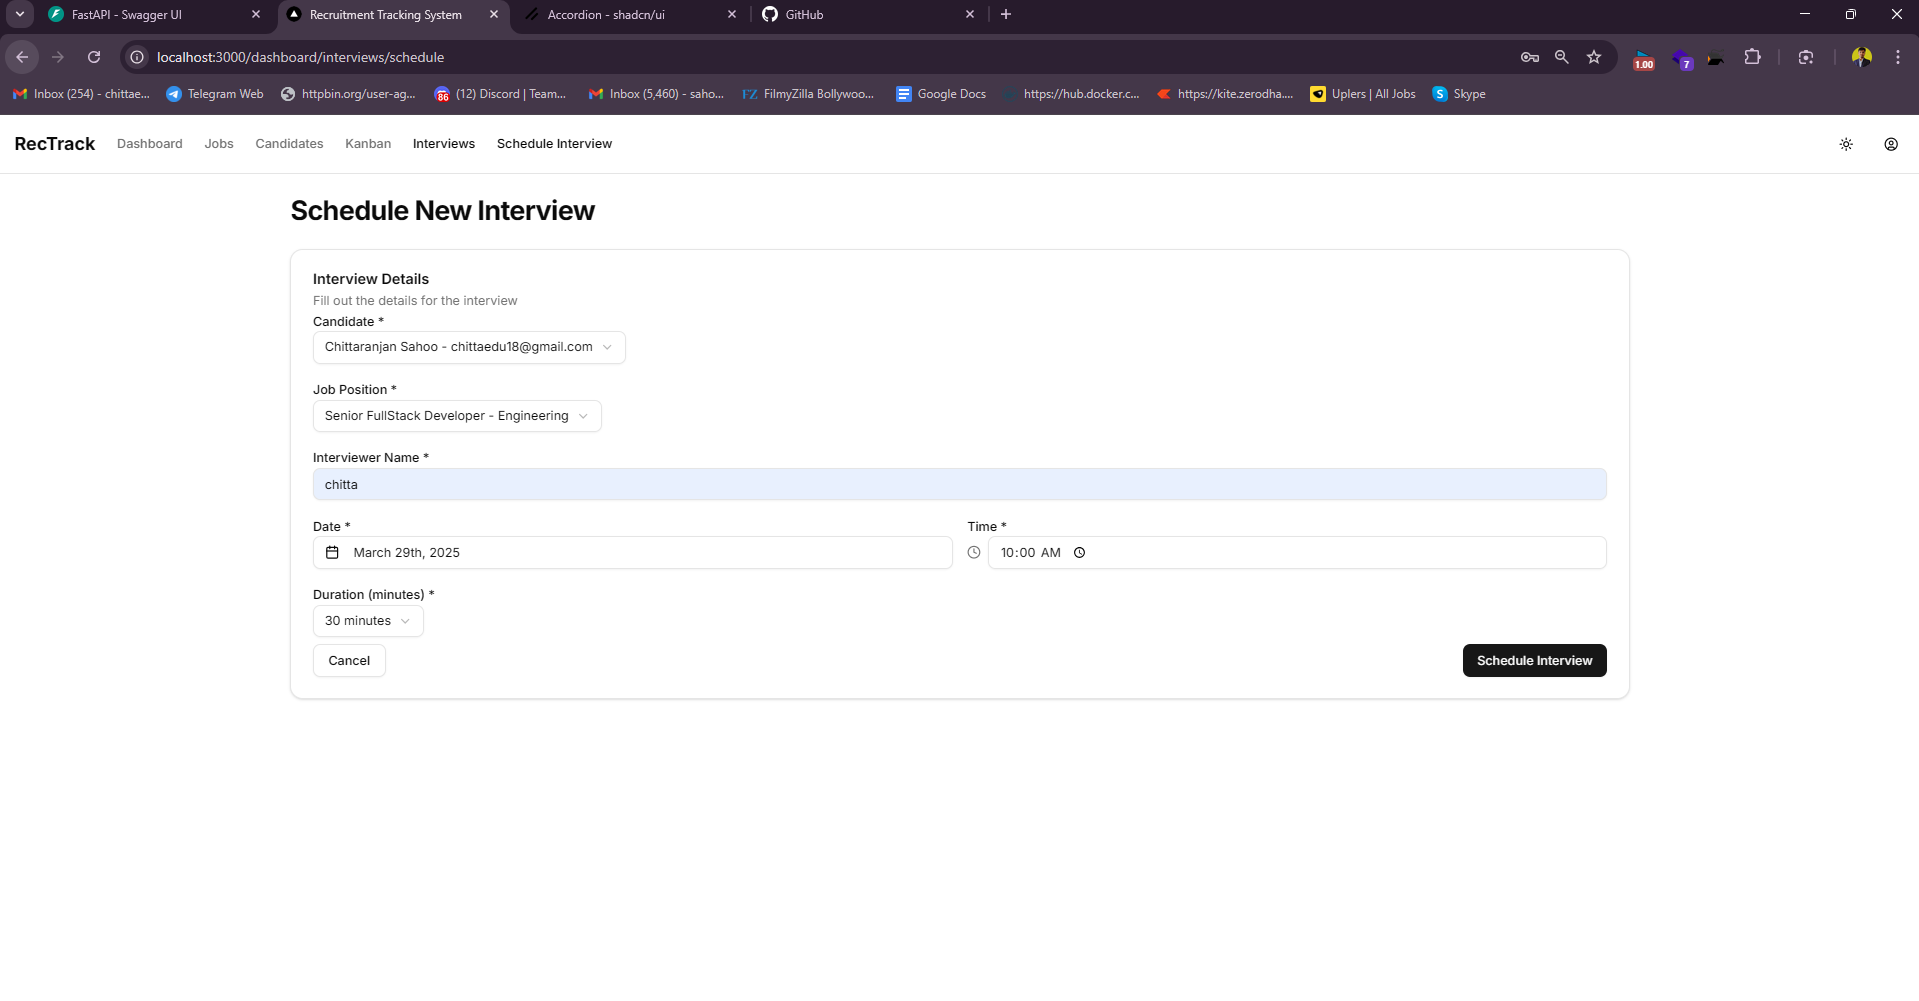 FastAPI - Swagger UI
Recruitment Tracking System
Accordion - shadcn/ui
GitHub
localhost:3000/dashboard/interviews/schedule
1.00
7
Inbox (254) - chittae...
Telegram Web
httpbin.org/user-ag...
86
(12) Discord | Team...
Inbox (5,460) - saho...
FZ
FilmyZilla Bollywoo...
Google Docs
https://hub.docker.c...
https://kite.zerodha....
Uplers | All Jobs
S
Skype
RecTrack
Dashboard
Jobs
Candidates
Kanban
Interviews
Schedule Interview
Schedule New Interview
Interview Details
Fill out the details for the interview
Candidate *
Chittaranjan Sahoo - chittaedu18@gmail.com
Job Position *
Senior FullStack Developer - Engineering
Interviewer Name *
chitta
Date *
Time *
March 29th, 2025
10:00 AM
Duration (minutes) *
30 minutes
Cancel
Schedule Interview